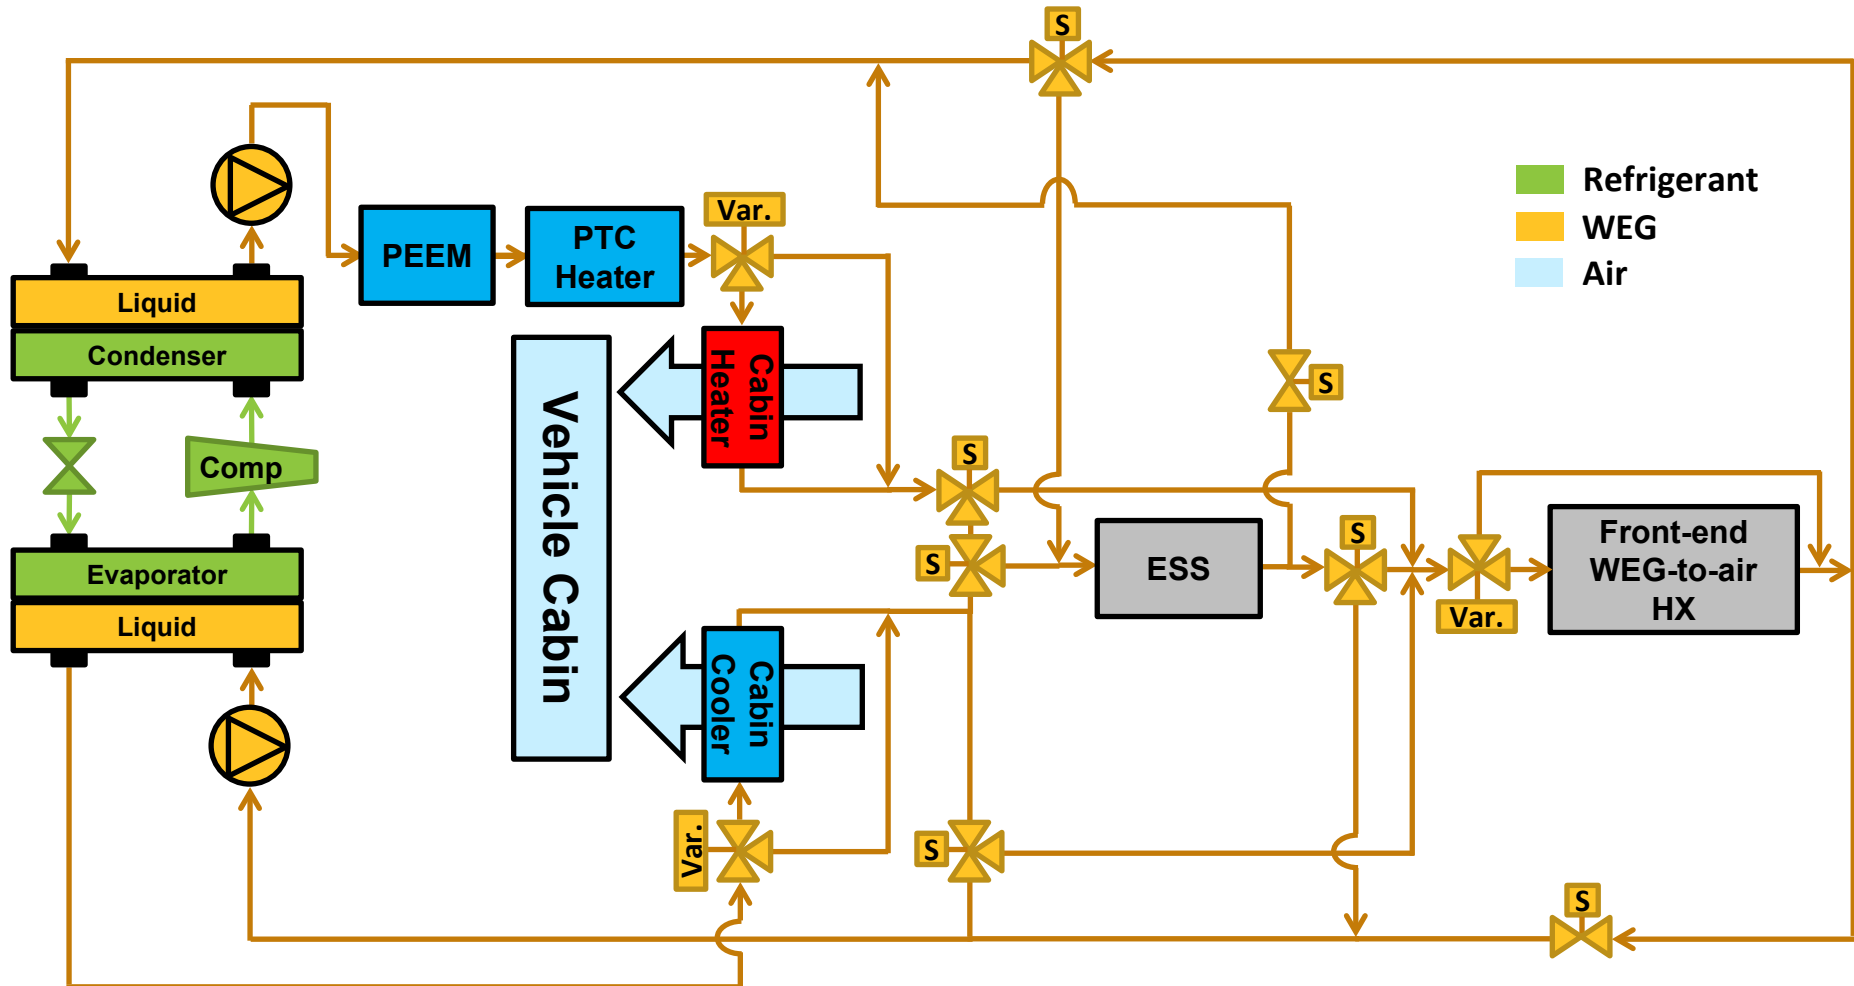 S
Refrigerant
WEG
Air
Var.
PEEM
PTC
Heater
Liquid
Condenser
Comp
Evaporator
Liquid
Vehicle Cabin
Cabin
Heater
Cabin
Cooler
Var.
S
S
S
S
S
ESS
Var.
Front-end
WEG-to-air
HX
S